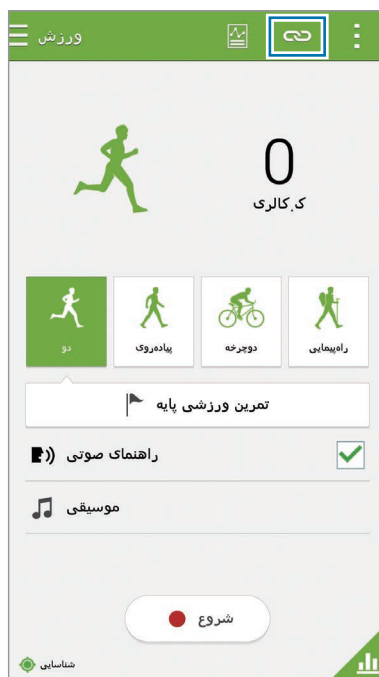 ورزش
0
ک.کالری
دو
پیاده‌روی
دوچرخه
راه‌پیمایی
تمرین ورزشی پایه
راهنمای صوتی
موسیقی
شروع
شناسایی